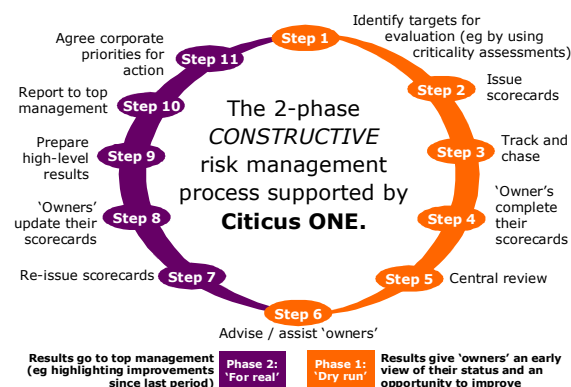 Step 1
Identify targets for
evaluation (eg by using
criticality assessments)
Step 2
Issue
scorecards
Step 3
Track and
chase
Step 4
‘Owner’s
complete
their
scorecards
Step 5
Central review
Step 6
Advise / assist ‘owners’
Step 7
Re-issue scorecards
Step 8
‘Owners’
update their
scorecards
Step 9
Prepare
high-level
results
Step 10
Report to top
management
Step 11
Agree corporate
priorities for
action
The 2-phase
CONSTRUCTIVE
risk management
process supported by
Citicus ONE.
Results go to top management
(eg highlighting improvements
since last period)
Phase 2:
‘For real’
Phase 1:
‘Dry run’
Results give ‘owners’ an early
view of their status and an
opportunity to improve